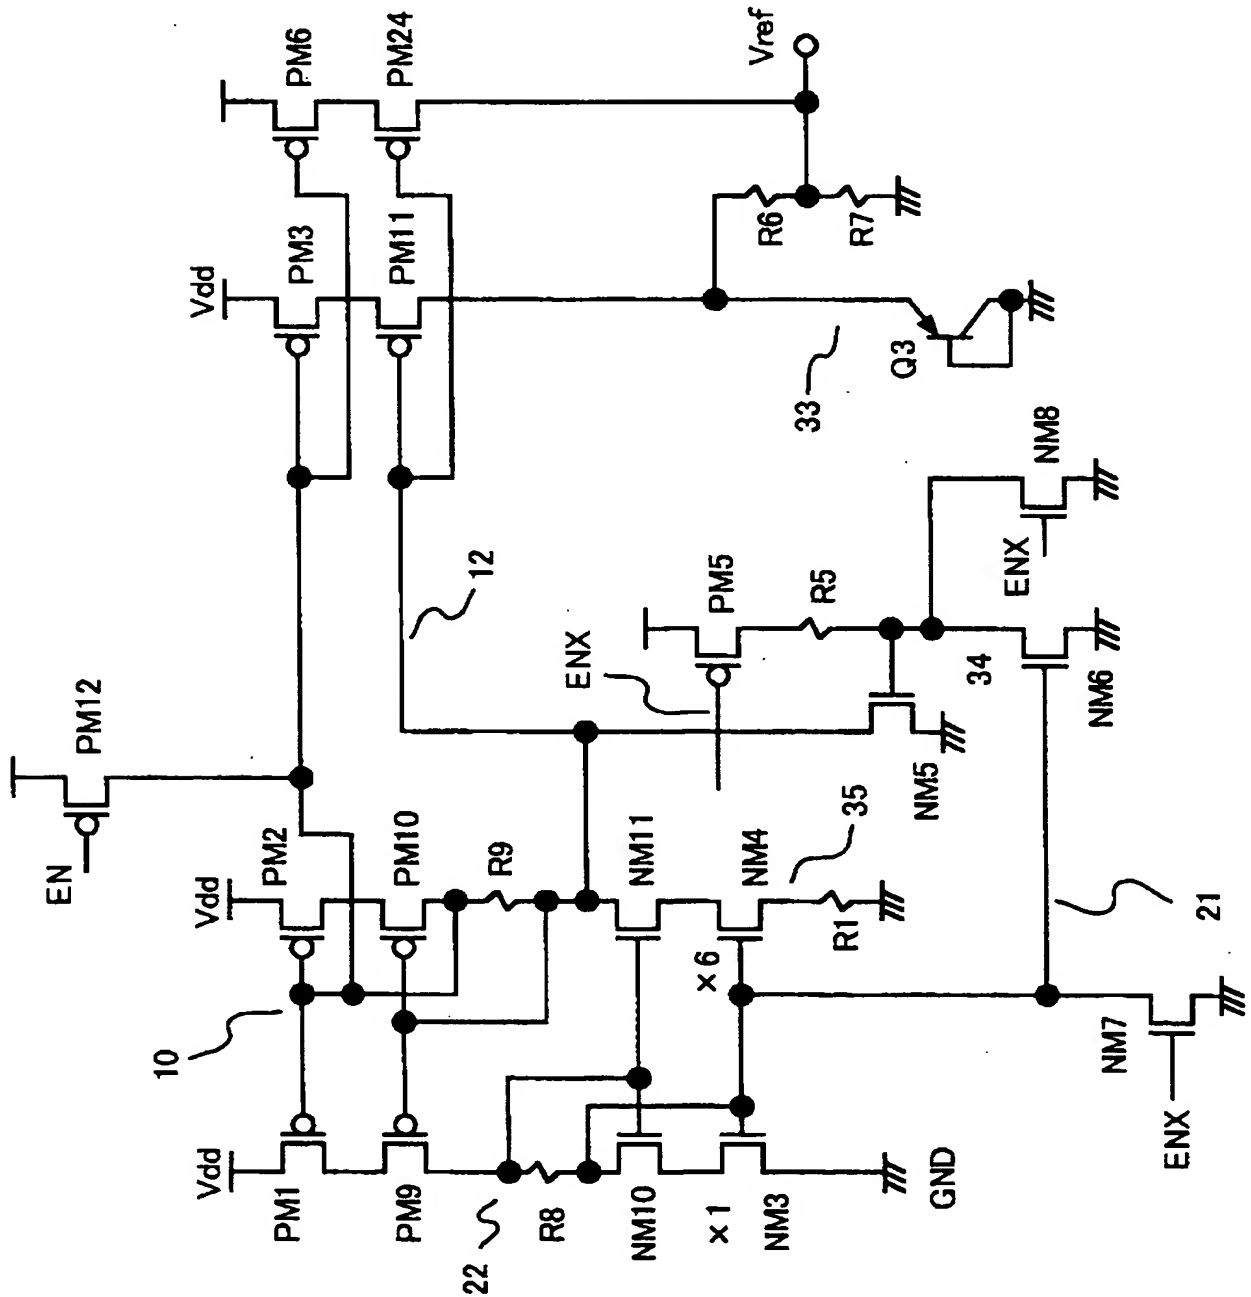 EN
PM12
Vdd
PM6
PM3
PM24
PM11
Vdd
PM2
Vdd
PM1
10
PM10
PM9
12
Vref
R6
R7
R9
22
R8
ENX
PM5
33
Q3
NM11
NM10
R5
NM5
NM8
ENX
×6
NM4
×1
NM3
35
R1
34
NM6
GND
21
NM7
ENX